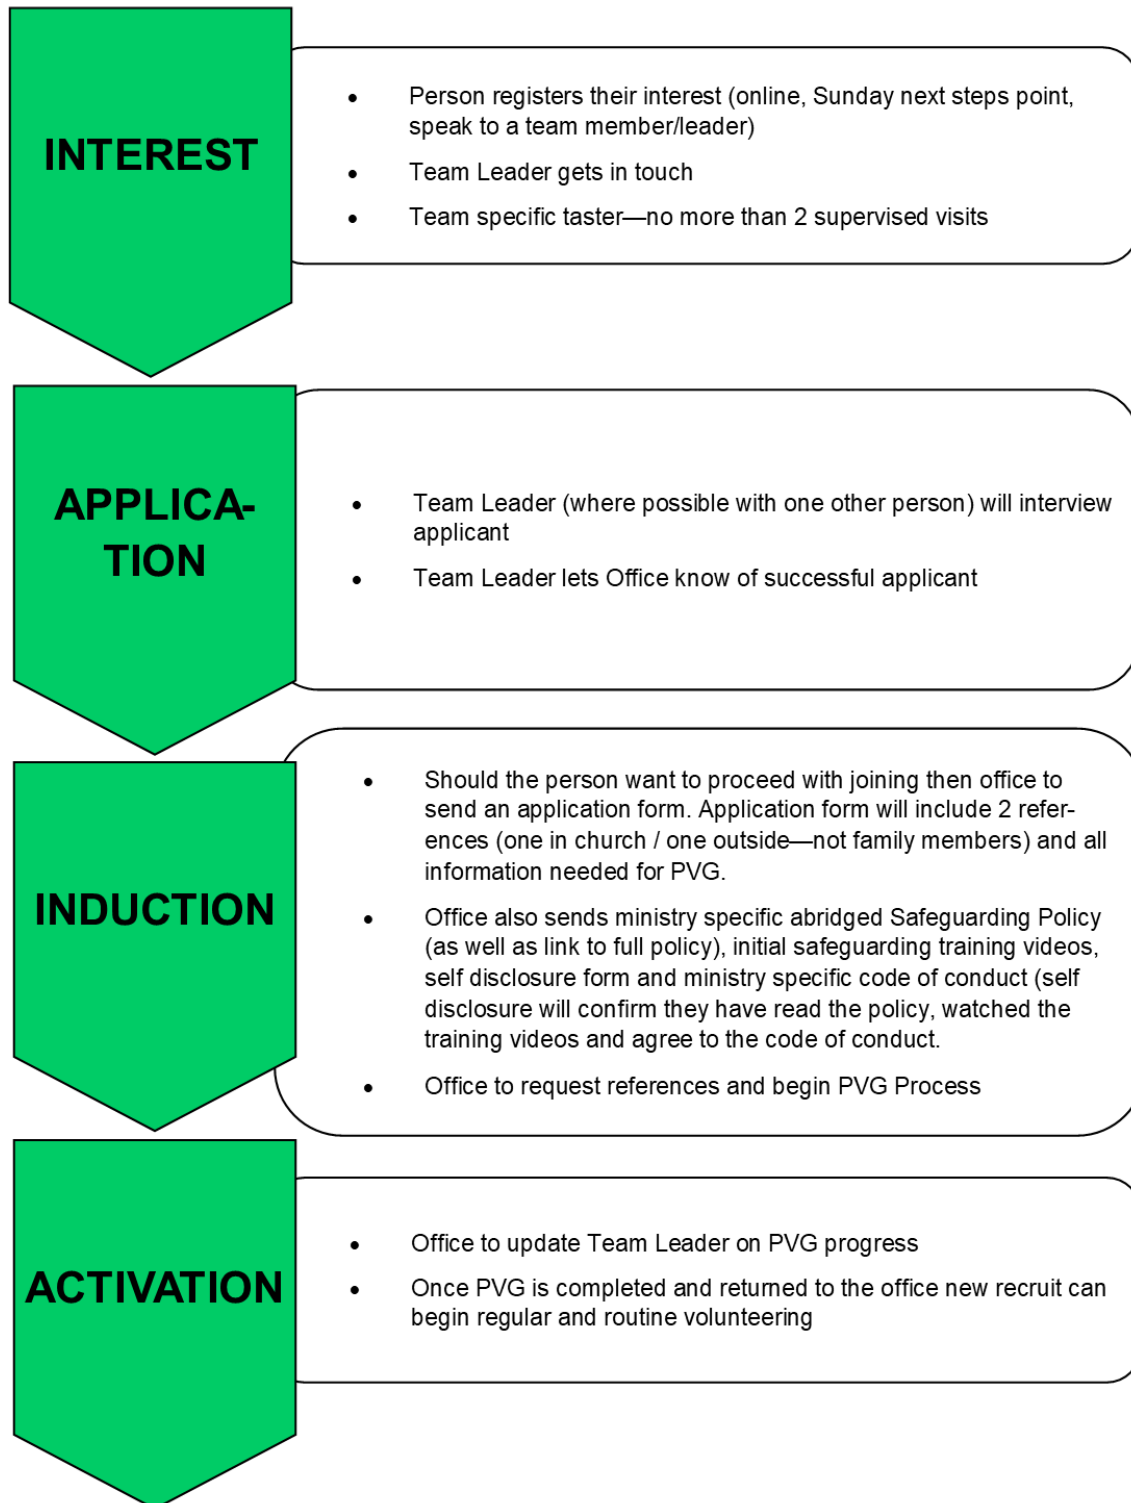 INTEREST
• Person registers their interest (online, Sunday next steps point,
speak to a team member/leader)
• Team Leader gets in touch
• Team specific taster—no more than 2 supervised visits
APPLICA-
TION
• Team Leader (where possible with one other person) will interview
applicant
• Team Leader lets Office know of successful applicant
INDUCTION
• Should the person want to proceed with joining then office to
send an application form. Application form will include 2 refer-
ences (one in church / one outside—not family members) and all
information needed for PVG.
• Office also sends ministry specific abridged Safeguarding Policy
(as well as link to full policy), initial safeguarding training videos,
self disclosure form and ministry specific code of conduct (self
disclosure will confirm they have read the policy, watched the
training videos and agree to the code of conduct.
• Office to request references and begin PVG Process
ACTIVATION
• Office to update Team Leader on PVG progress
• Once PVG is completed and returned to the office new recruit can
begin regular and routine volunteering